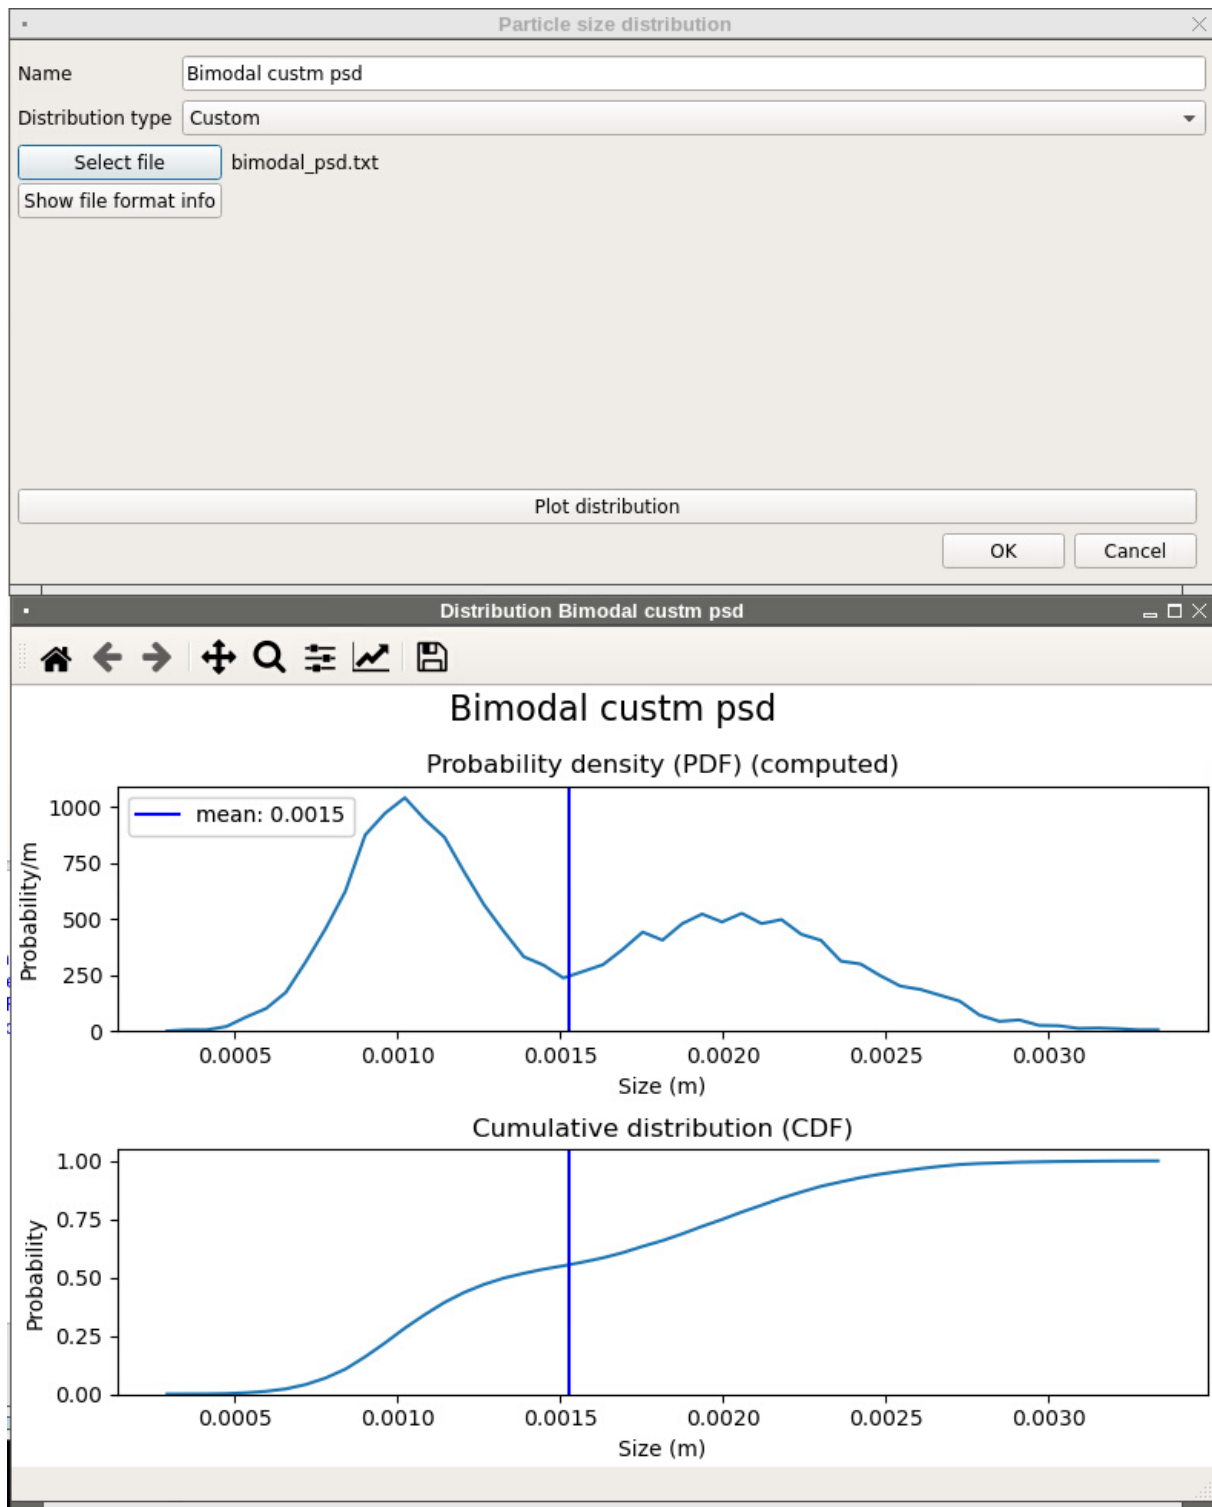 Particle size distribution
Name Bimodal custm psd
Distribution type Custom
Select file bimodal_psd.txt
Show file format info
Plot distribution
OK Cancel
Distribution Bimodal custm psd
Bimodal custm psd
Probability density (PDF) (computed)
mean: 0.0015
Probability/m
1000
750
500
250
0
0.0005 0.0010 0.0015 0.0020 0.0025 0.0030
Size (m)
Cumulative distribution (CDF)
Probability
1.00
0.75
0.50
0.25
0.00
0.0005 0.0010 0.0015 0.0020 0.0025 0.0030
Size (m)